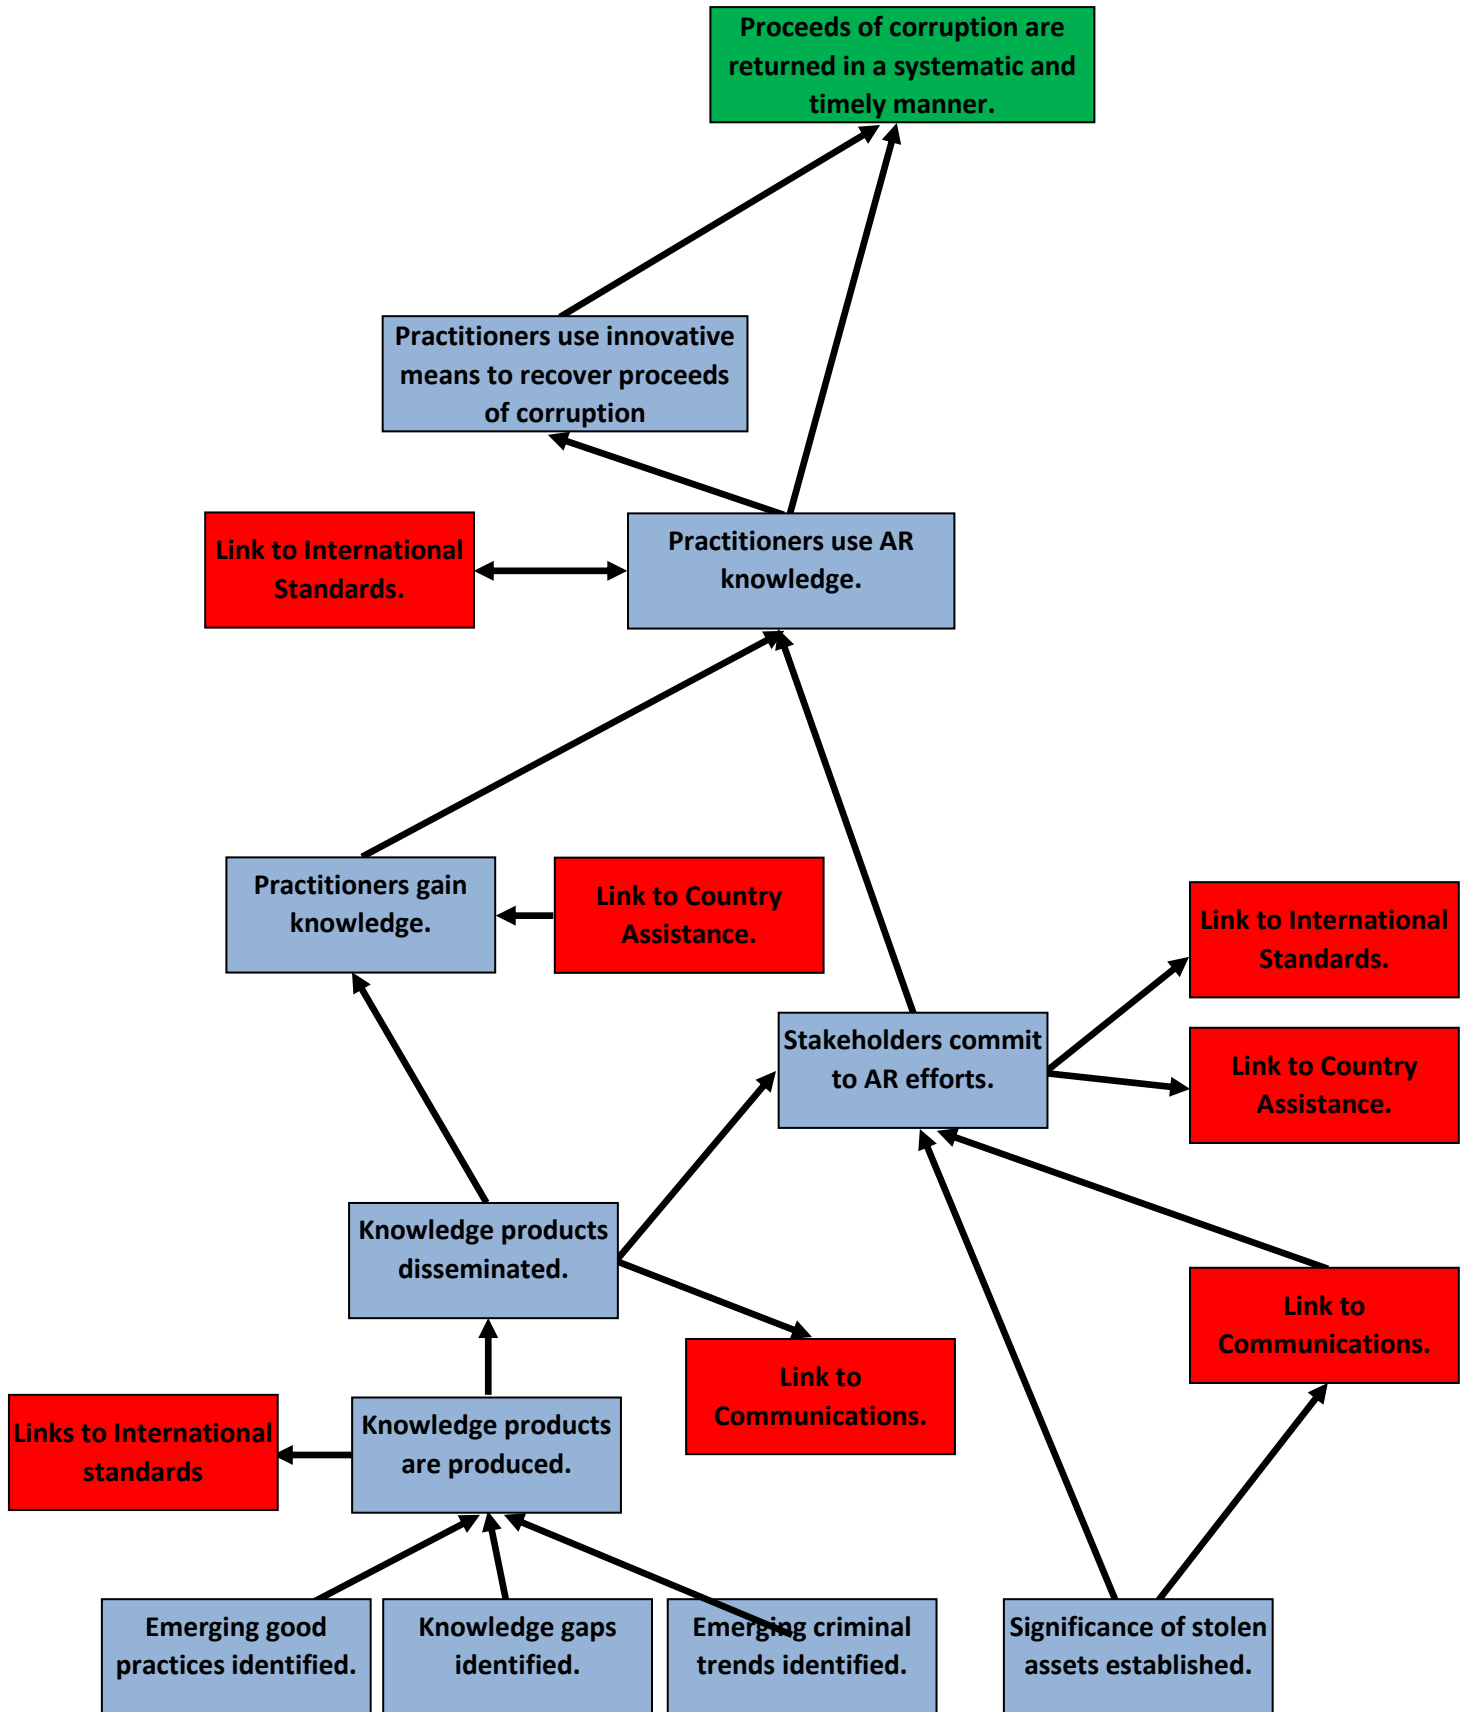 Proceeds of corruption are
returned in a systematic and
timely manner.
Practitioners use innovative
means to recover proceeds
of corruption
Link to International
Standards.
Practitioners use AR
knowledge.
Practitioners gain
knowledge.
Link to Country
Assistance.
Link to International
Standards.
Stakeholders commit
to AR efforts.
Link to Country
Assistance.
Knowledge products
disseminated.
Link to
Communications.
Link to
Communications.
Links to International
standards
Knowledge products
are produced.
Emerging good
practices identified.
Knowledge gaps
identified.
Emerging criminal
trends identified.
Significance of stolen
assets established.